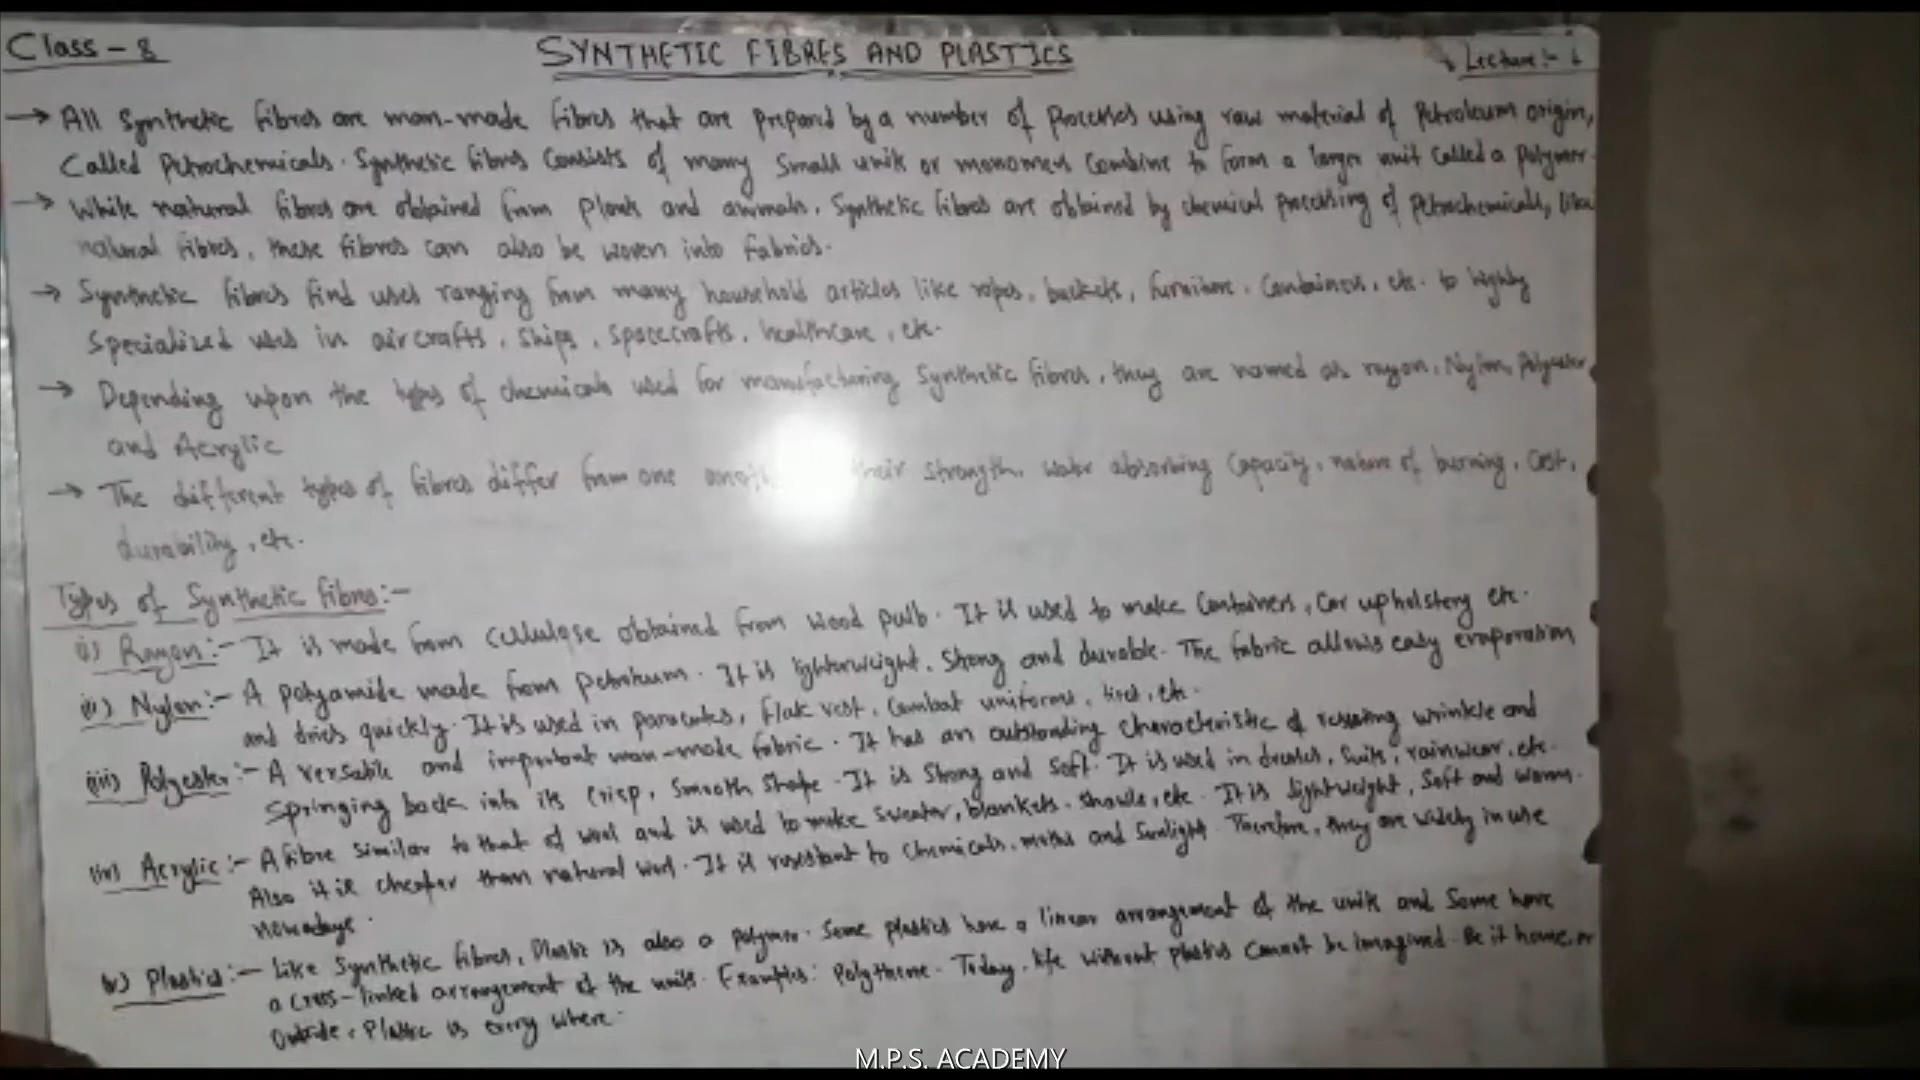 Class - 8
SYNTHETIC FIBRES AND PLASTICS
Lecture:- 1
→ All Synthetic fibres are man-made fibres that are prepared by a number of processes using raw material of Petroleum origin,
Called Petrochemicals. Synthetic fibres consists of many small units or monomers combine to form a larger unit called a polymer.
→ While natural fibres are obtained from plants and animals. Synthetic fibres are obtained by chemical processing of petrochemicals, like
natural fibres, these fibres can also be woven into fabrics.
→ Synthetic fibres find uses ranging from many household articles like ropes, buckets, furniture, containers, etc. to highly
specialized uses in aircrafts, ships, spacecrafts, healthcare, etc.
→ Depending upon the types of chemicals used for manufacturing synthetic fibres, they are named as rayon, Nylon, Polyester
and Acrylic
→ The different types of fibres differ from one their strength, water absorbing capacity, nature of burning, cost,
durability, etc.
Types of Synthetic fibres:-
(i) Rayon:- It is made from cellulose obtained from wood pulb. It is used to make containers, car upholstery etc.
(ii) Nylon:- A polyamide made from petroleum. It is lighterweight, strong and durable. The fabric allows easy evaporation
and dries quickly. It is used in paracutes, flak vest, combat uniforms, tires, etc.
(iii) Polyester:- A versatile and important man-made fabric. It has an outstanding characteristic of resisting wrinkle and
springing back into its crisp, smooth shape. It is strong and soft. It is used in dresses, suits, rainwear, etc.
(iv) Acrylic:- A fibre similar to that of wool and is used to make sweater, blankets, shawls, etc. It is lightweight, soft and warm.
Also it is cheaper than natural wool. It is resistant to chemicals, moths and sunlight. Therefore, they are widely in use
nowadays.
(v) Plastics:- Like synthetic fibres, plastic is also a polymer. Some plastics have a linear arrangement of the units and some have
a cross-linked arrangement of the units. Examples: Polythene. Today, life without plastics cannot be imagined. Be it home, or
outside, plastic is every where.
M.P.S. ACADEMY